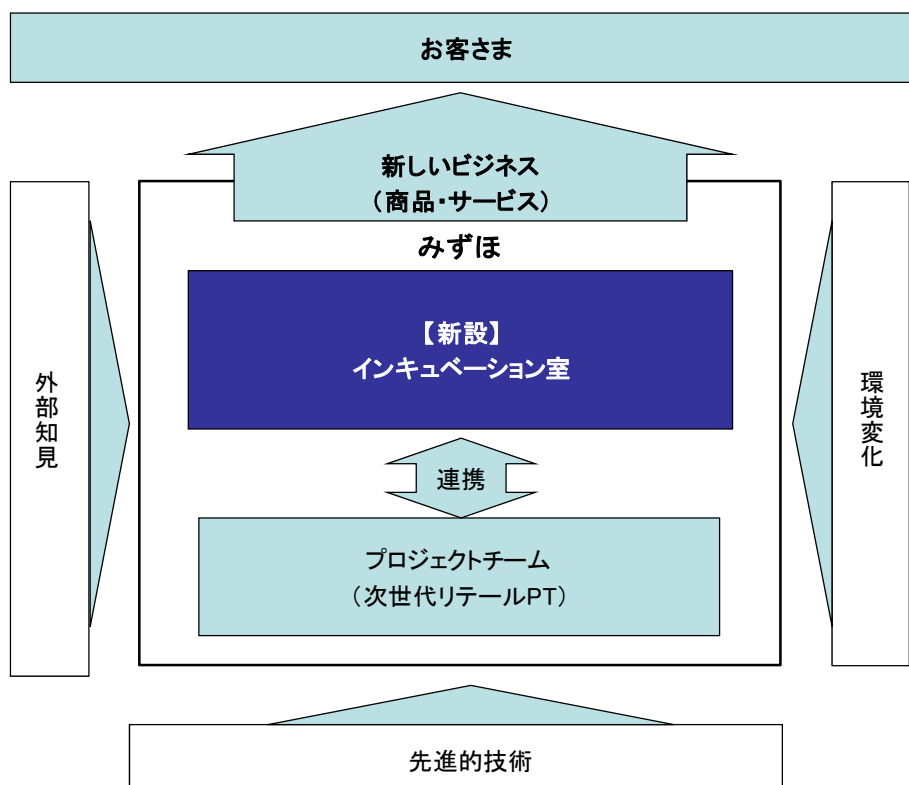 お客さま
新しいビジネス
（商品・サービス）
みずほ
【新設】
インキュベーション室
外部知見
環境変化
連携
プロジェクトチーム
（次世代リテールPT）
先進的技術